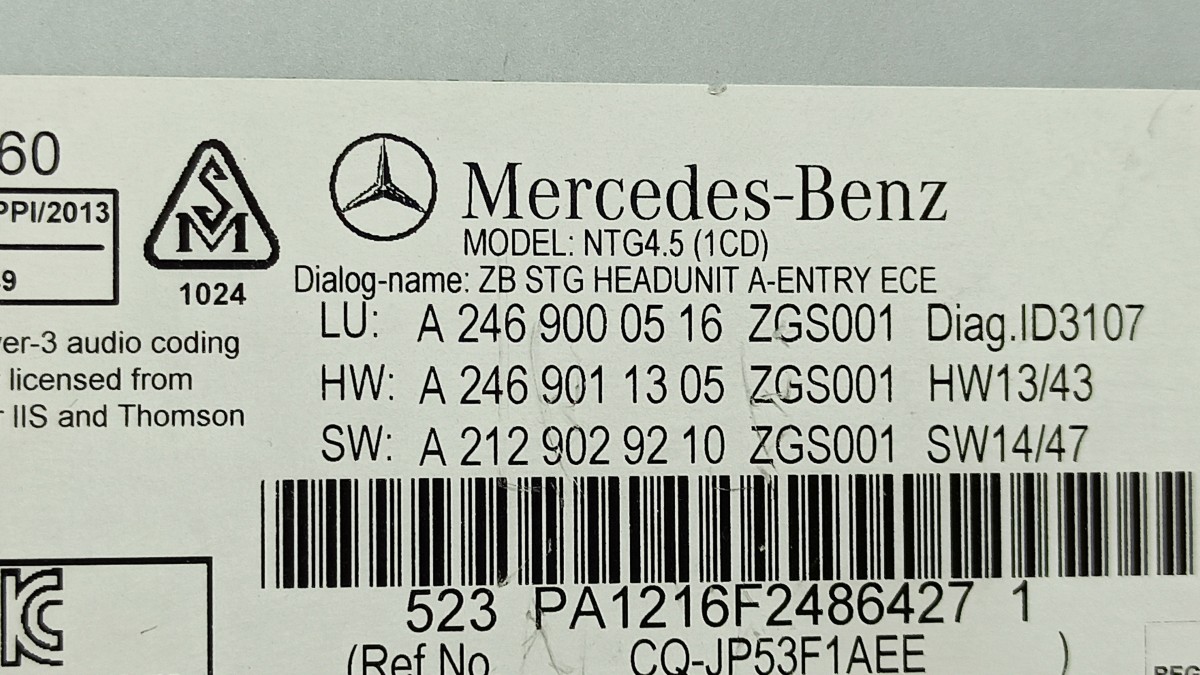 60
PPI/2013
9
SM
1024
er-3 audio coding
licensed from
r IIS and Thomson
Mercedes-Benz
MODEL: NTG4.5 (1CD)
Dialog-name: ZB STG HEADUNIT A-ENTRY ECE
LU: A 246 900 05 16 ZGS001 Diag.ID3107
HW: A 246 901 13 05 ZGS001 HW13/43
SW: A 212 902 92 10 ZGS001 SW14/47
523 PA1216F2486427 1
(Ref No. CQ-JP53F1AEE )